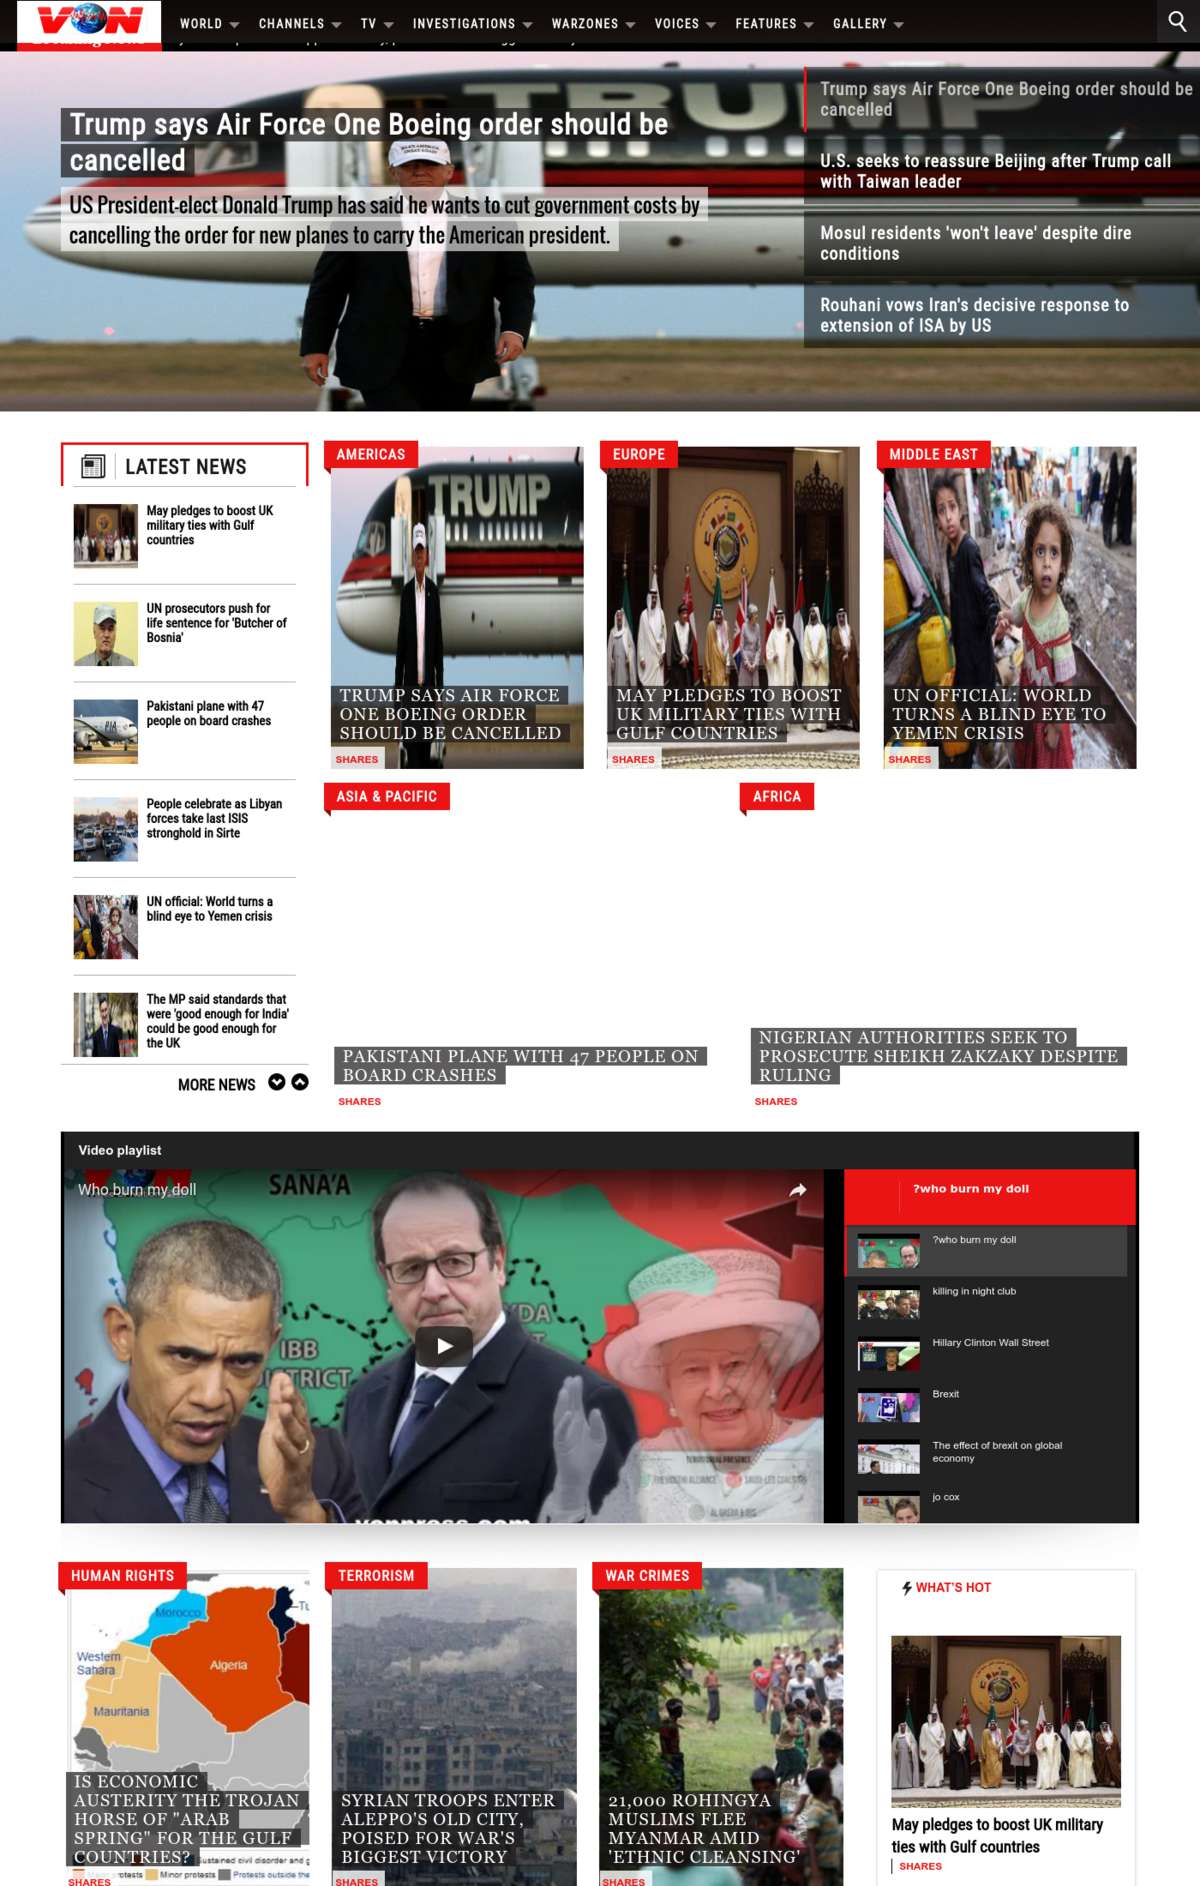 VON
WORLD
CHANNELS
TV
INVESTIGATIONS
WARZONES
VOICES
FEATURES
GALLERY
TRUMP
Trump says Air Force One Boeing order should be
cancelled
US President-elect Donald Trump has said he wants to cut government costs by
cancelling the order for new planes to carry the American president.
Trump says Air Force One Boeing order should be
cancelled
U.S. seeks to reassure Beijing after Trump call
with Taiwan leader
Mosul residents 'won't leave' despite dire
conditions
Rouhani vows Iran's decisive response to
extension of ISA by US
LATEST NEWS
May pledges to boost UK
military ties with Gulf
countries
UN prosecutors push for
life sentence for 'Butcher of
Bosnia'
Pakistani plane with 47
people on board crashes
People celebrate as Libyan
forces take last ISIS
stronghold in Sirte
UN official: World turns a
blind eye to Yemen crisis
The MP said standards that
were 'good enough for India'
could be good enough for
the UK
MORE NEWS
AMERICAS
TRUMP
TRUMP SAYS AIR FORCE
ONE BOEING ORDER
SHOULD BE CANCELLED
SHARES
EUROPE
MAY PLEDGES TO BOOST
UK MILITARY TIES WITH
GULF COUNTRIES
SHARES
MIDDLE EAST
UN OFFICIAL: WORLD
TURNS A BLIND EYE TO
YEMEN CRISIS
SHARES
ASIA & PACIFIC
PAKISTANI PLANE WITH 47 PEOPLE ON
BOARD CRASHES
SHARES
AFRICA
NIGERIAN AUTHORITIES SEEK TO
PROSECUTE SHEIKH ZAKZAKY DESPITE
RULING
SHARES
Video playlist
Who burn my doll
SANA'A
IBB
TERRITORIAL PRESENCE
?who burn my doll
?who burn my doll
killing in night club
Hillary Clinton Wall Street
Brexit
The effect of brexit on global
economy
jo cox
HUMAN RIGHTS
Morocco
Western
Sahara
Algeria
Mauritania
IS ECONOMIC
AUSTERITY THE TROJAN
HORSE OF "ARAB
SPRING" FOR THE GULF
COUNTRIES?
Sustained civil disorder and g
Minor protests
Protests outside the
SHARES
TERRORISM
SYRIAN TROOPS ENTER
ALEPPO'S OLD CITY,
POISED FOR WAR'S
BIGGEST VICTORY
SHARES
WAR CRIMES
21,000 ROHINGYA
MUSLIMS FLEE
MYANMAR AMID
'ETHNIC CLEANSING'
SHARES
WHAT'S HOT
May pledges to boost UK military
ties with Gulf countries
SHARES